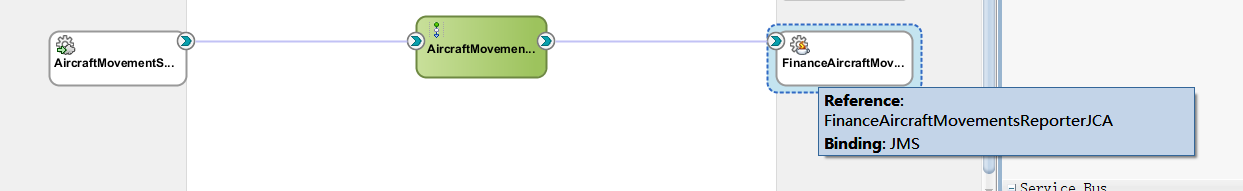 AircraftMovementS...
AircraftMovemen...
FinanceAircraftMov...
Reference:
FinanceAircraftMovementsReporterJCA
Binding: JMS
Service Bus